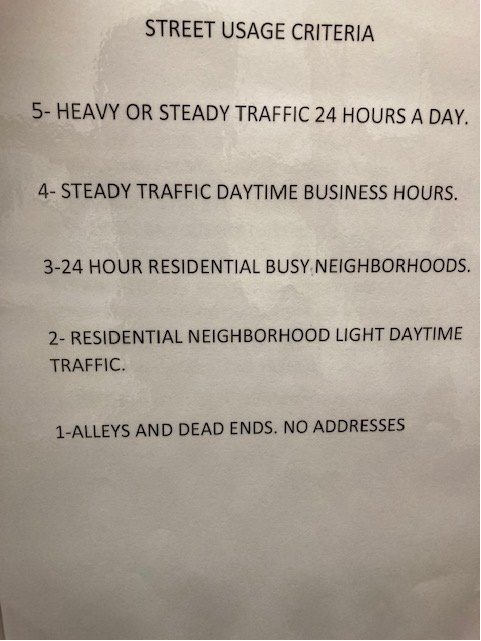 STREET USAGE CRITERIA
5- HEAVY OR STEADY TRAFFIC 24 HOURS A DAY.
4- STEADY TRAFFIC DAYTIME BUSINESS HOURS.
3-24 HOUR RESIDENTIAL BUSY NEIGHBORHOODS.
2- RESIDENTIAL NEIGHBORHOOD LIGHT DAYTIME
TRAFFIC.
1-ALLEYS AND DEAD ENDS. NO ADDRESSES